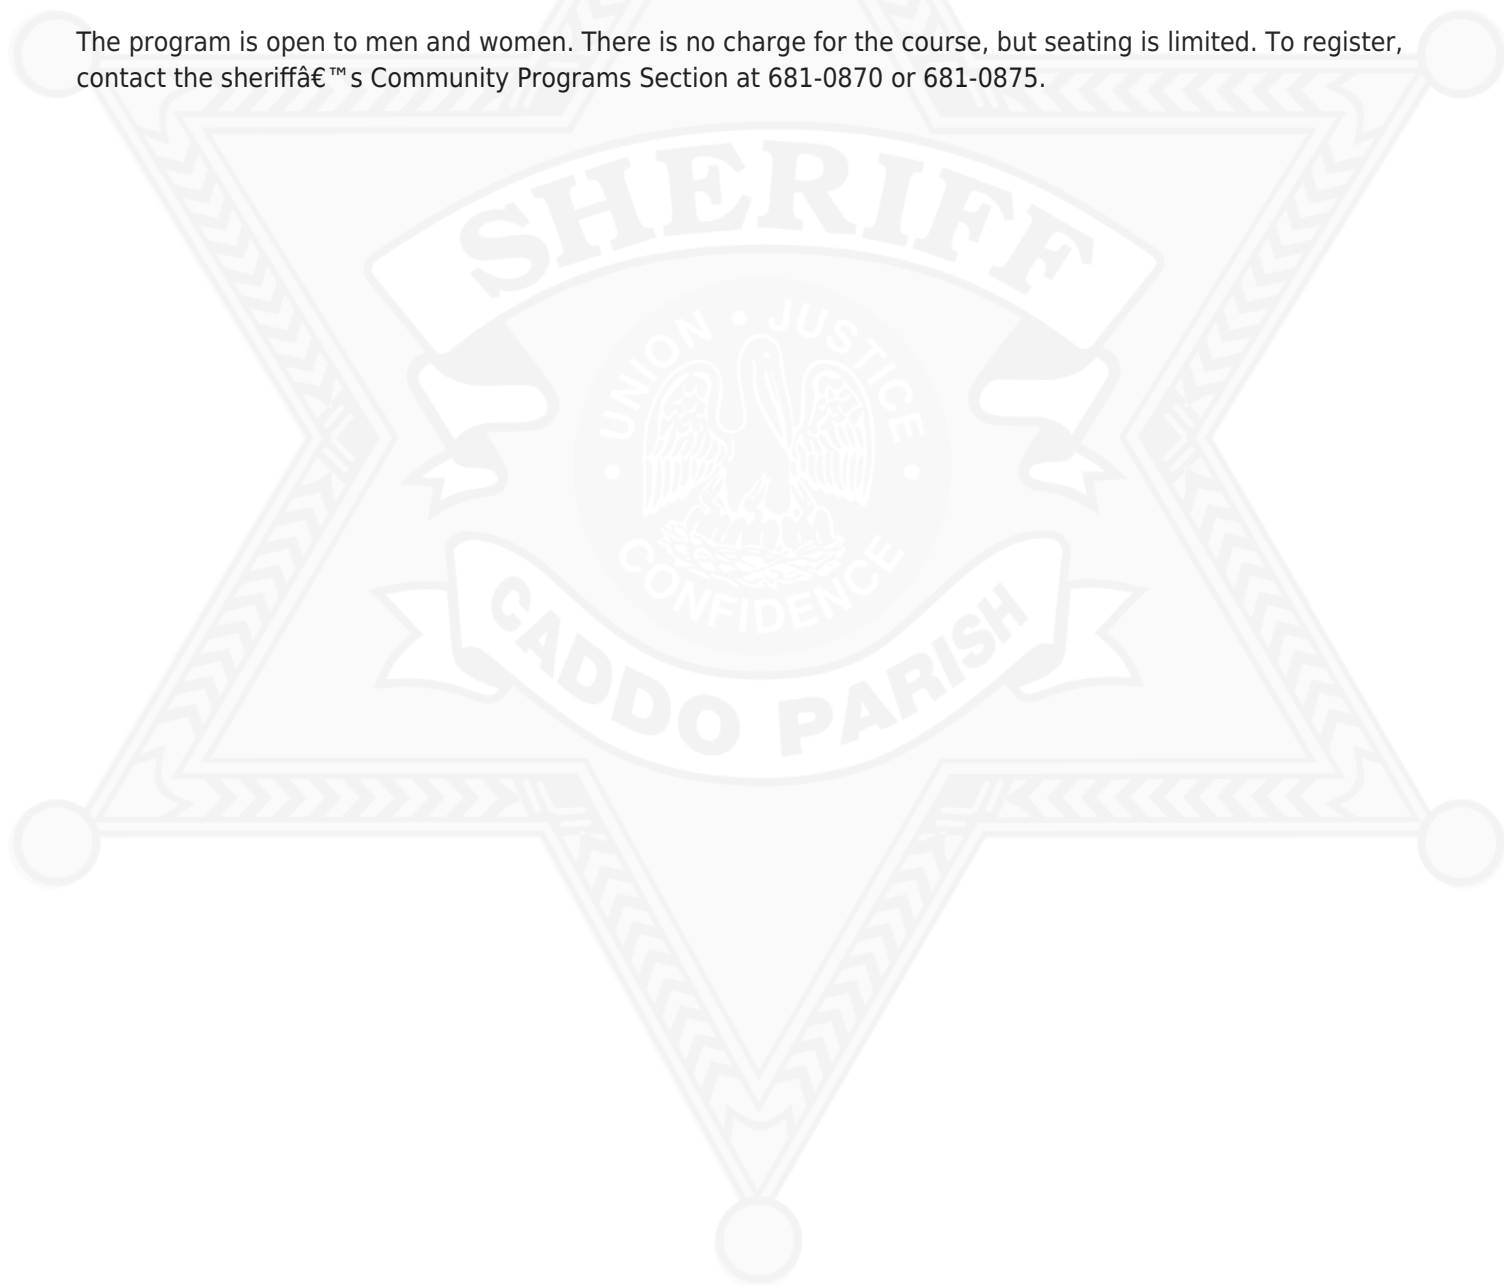 The program is open to men and women. There is no charge for the course, but seating is limited. To register,
contact the sheriffâ€™s Community Programs Section at 681-0870 or 681-0875.
SHERIFF
UNION • JUSTICE
• CONFIDENCE •
CADDO PARISH